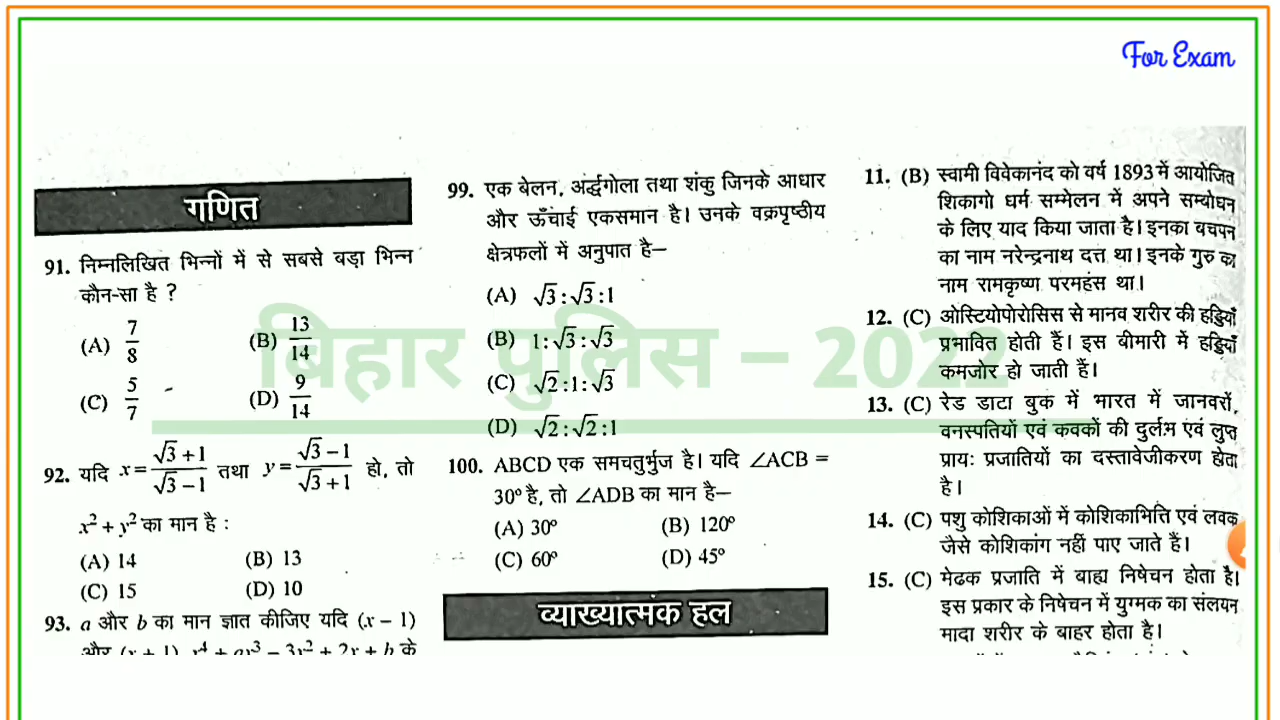 For Exam
गणित
91. निम्नलिखित भिन्नों में से सबसे बड़ा भिन्न
कौन-सा है ?
(A) 7/8 (B) 13/14
(C) 5/7 (D) 9/14
92. यदि x = (√3+1)/(√3−1) तथा y = (√3−1)/(√3+1) हो, तो
x² + y² का मान है :
(A) 14 (B) 13
(C) 15 (D) 10
93. a और b का मान ज्ञात कीजिए यदि (x − 1)
और (x + 1), x⁴ + ax³ − 3x² + 2x + b के
99. एक बेलन, अर्द्धगोला तथा शंकु जिनके आधार
और ऊँचाई एकसमान है। उनके वक्रपृष्ठीय
क्षेत्रफलों में अनुपात है—
(A) √3 : √3 : 1
(B) 1 : √3 : √3
(C) √2 : 1 : √3
(D) √2 : √2 : 1
100. ABCD एक समचतुर्भुज है। यदि ∠ACB =
30° है, तो ∠ADB का मान है—
(A) 30° (B) 120°
(C) 60° (D) 45°
व्याख्यात्मक हल
11. (B) स्वामी विवेकानंद को वर्ष 1893 में आयोजित
शिकागो धर्म सम्मेलन में अपने सम्बोधन
के लिए याद किया जाता है। इनका बचपन
का नाम नरेन्द्रनाथ दत्त था। इनके गुरु का
नाम रामकृष्ण परमहंस था।
12. (C) ओस्टियोपोरोसिस से मानव शरीर की हड्डियाँ
प्रभावित होती हैं। इस बीमारी में हड्डियाँ
कमजोर हो जाती हैं।
13. (C) रेड डाटा बुक में भारत में जानवरों,
वनस्पतियों एवं कवकों की दुर्लभ एवं लुप्त
प्रायः प्रजातियों का दस्तावेजीकरण होता
है।
14. (C) पशु कोशिकाओं में कोशिकाभित्ति एवं लवक
जैसे कोशिकांग नहीं पाए जाते हैं।
15. (C) मेढक प्रजाति में बाह्य निषेचन होता है।
इस प्रकार के निषेचन में युग्मक का संलयन
मादा शरीर के बाहर होता है।
बिहार पुलिस – 2022